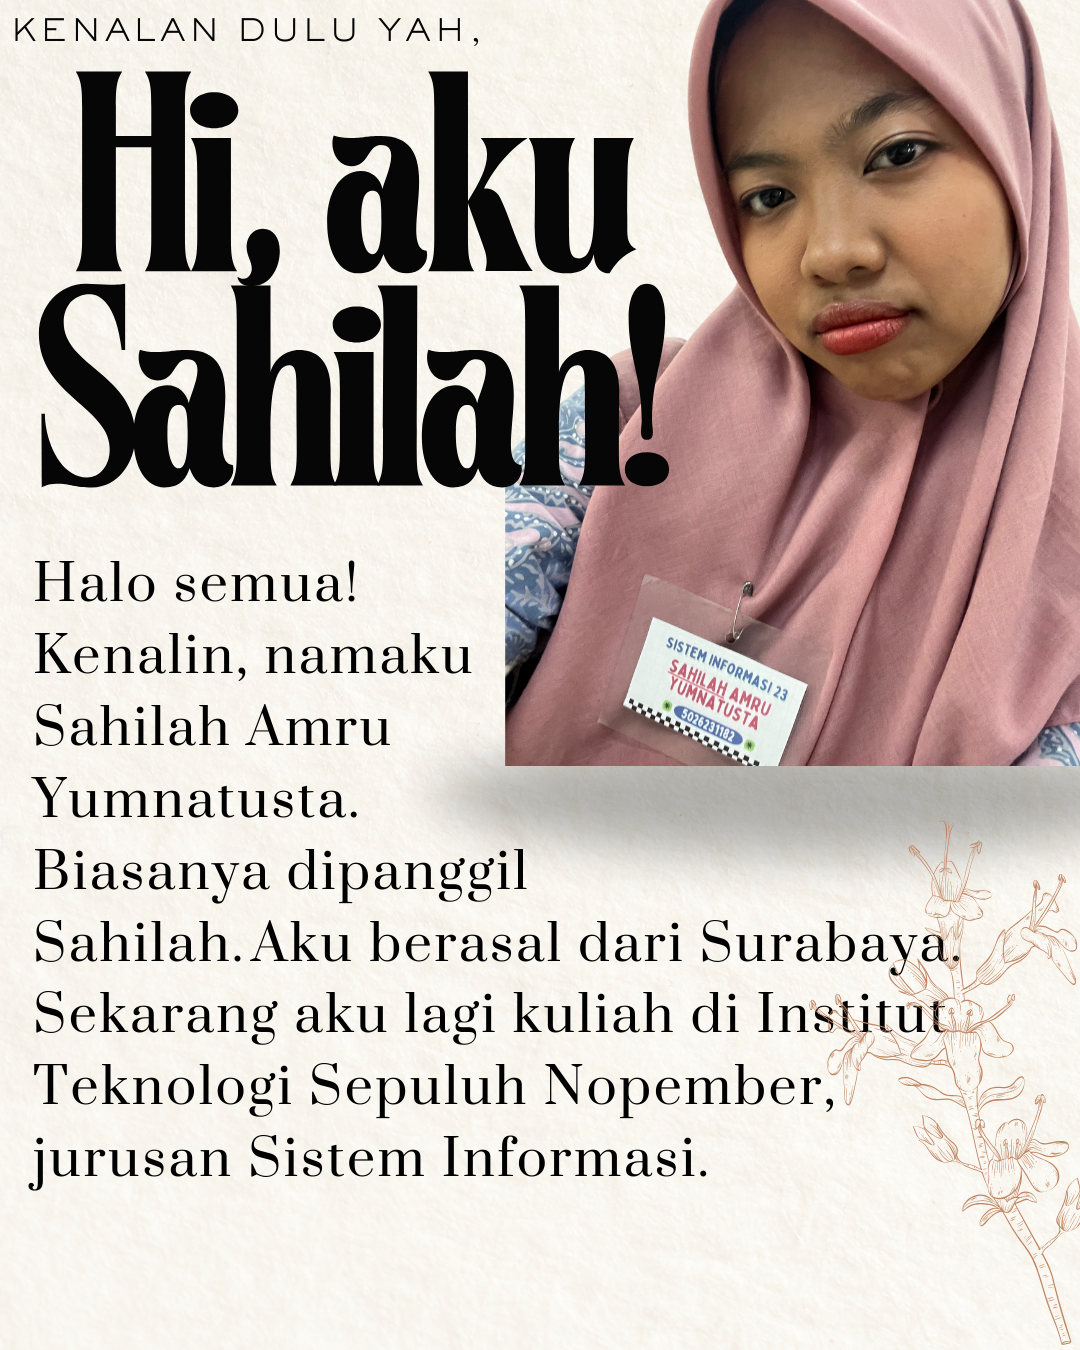 KENALAN DULU YAH,
Hi, aku
Sahilah!
Halo semua!
Kenalin, namaku
Sahilah Amru
Yumnatusta.
Biasanya dipanggil
Sahilah. Aku berasal dari Surabaya.
Sekarang aku lagi kuliah di Institut
Teknologi Sepuluh Nopember,
jurusan Sistem Informasi.
SISTEM INFORMASI 23
SAHILAH AMRU
YUMNATUSTA
5026231182